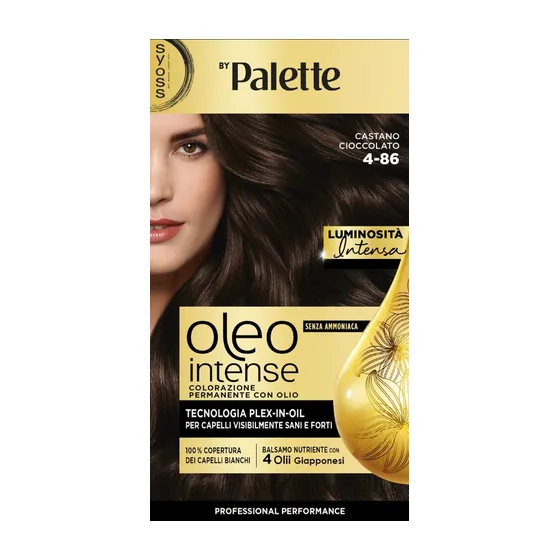 syoss
BY Palette
CASTANO
CIOCCOLATO
4-86
LUMINOSITÀ
Intensa
SENZA AMMONIACA
oleo
intense
COLORAZIONE
PERMANENTE CON OLIO
TECNOLOGIA PLEX-IN-OIL
PER CAPELLI VISIBILMENTE SANI E FORTI
100% COPERTURA
DEI CAPELLI BIANCHI
BALSAMO NUTRIENTE CON
4 Olii Giapponesi
PROFESSIONAL PERFORMANCE